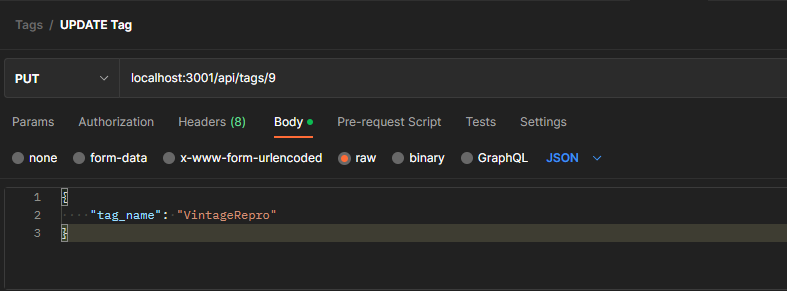 Tags / UPDATE Tag
PUT localhost:3001/api/tags/9
Params Authorization Headers (8) Body Pre-request Script Tests Settings
none form-data x-www-form-urlencoded raw binary GraphQL JSON
1 {
2 "tag_name": "VintageRepro"
3 }